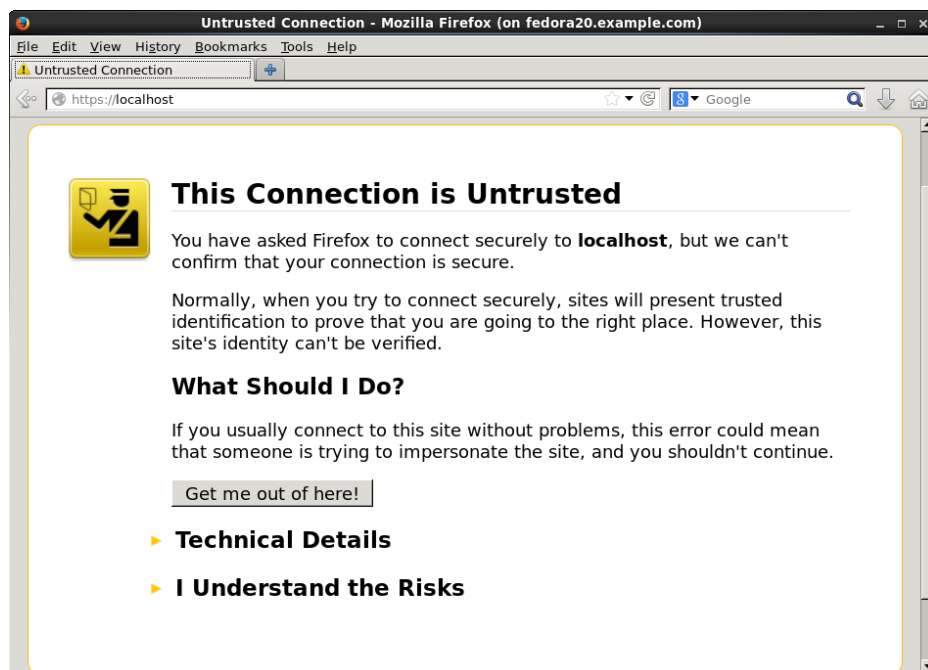 Untrusted Connection - Mozilla Firefox (on fedora20.example.com)
File Edit View History Bookmarks Tools Help
Untrusted Connection
https://localhost
8 Google
This Connection is Untrusted
You have asked Firefox to connect securely to localhost, but we can't
confirm that your connection is secure.
Normally, when you try to connect securely, sites will present trusted
identification to prove that you are going to the right place. However, this
site's identity can't be verified.
What Should I Do?
If you usually connect to this site without problems, this error could mean
that someone is trying to impersonate the site, and you shouldn't continue.
Get me out of here!
Technical Details
I Understand the Risks